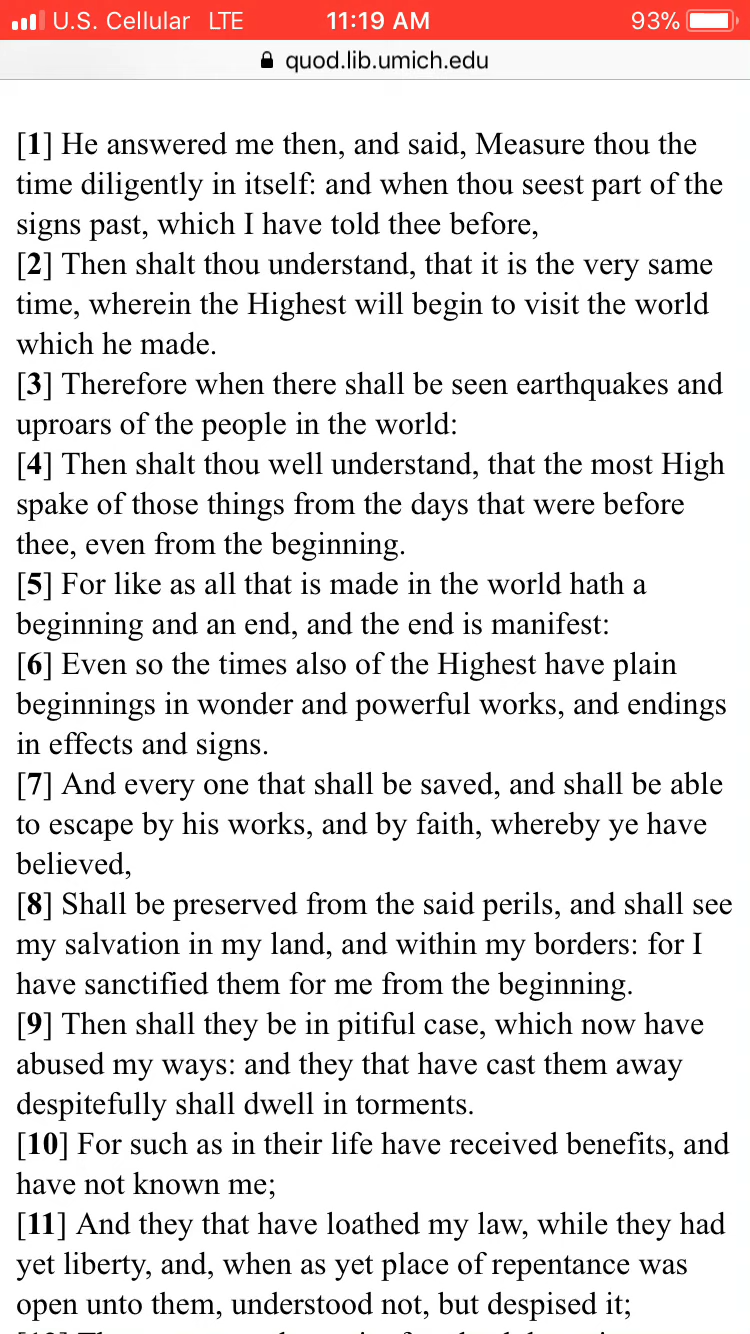 U.S. Cellular LTE 11:19 AM 93%
quod.lib.umich.edu
[1] He answered me then, and said, Measure thou the
time diligently in itself: and when thou seest part of the
signs past, which I have told thee before,
[2] Then shalt thou understand, that it is the very same
time, wherein the Highest will begin to visit the world
which he made.
[3] Therefore when there shall be seen earthquakes and
uproars of the people in the world:
[4] Then shalt thou well understand, that the most High
spake of those things from the days that were before
thee, even from the beginning.
[5] For like as all that is made in the world hath a
beginning and an end, and the end is manifest:
[6] Even so the times also of the Highest have plain
beginnings in wonder and powerful works, and endings
in effects and signs.
[7] And every one that shall be saved, and shall be able
to escape by his works, and by faith, whereby ye have
believed,
[8] Shall be preserved from the said perils, and shall see
my salvation in my land, and within my borders: for I
have sanctified them for me from the beginning.
[9] Then shall they be in pitiful case, which now have
abused my ways: and they that have cast them away
despitefully shall dwell in torments.
[10] For such as in their life have received benefits, and
have not known me;
[11] And they that have loathed my law, while they had
yet liberty, and, when as yet place of repentance was
open unto them, understood not, but despised it;